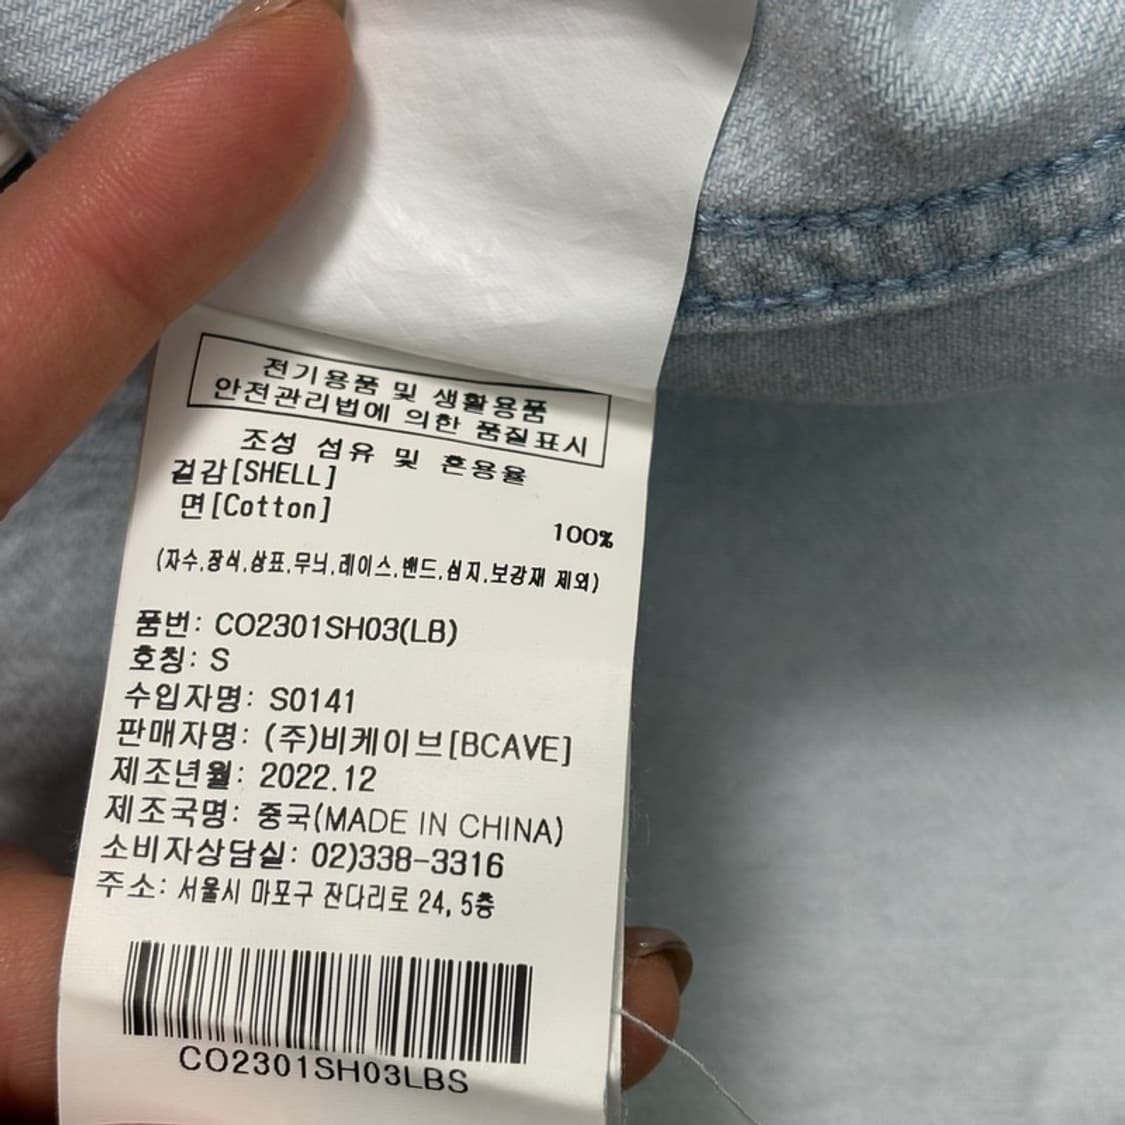 전기용품 및 생활용품
안전관리법에 의한 품질표시
조성 섬유 및 혼용율
겉감[SHELL]
면[Cotton]
100%
(자수,장식,상표,무늬,레이스,밴드,심지,보강재 제외)
품번: CO2301SH03(LB)
호칭: S
수입자명: S0141
판매자명: (주)비케이브[BCAVE]
제조년월: 2022.12
제조국명: 중국(MADE IN CHINA)
소비자상담실: 02)338-3316
주소: 서울시 마포구 잔다리로 24, 5층
CO2301SH03LBS